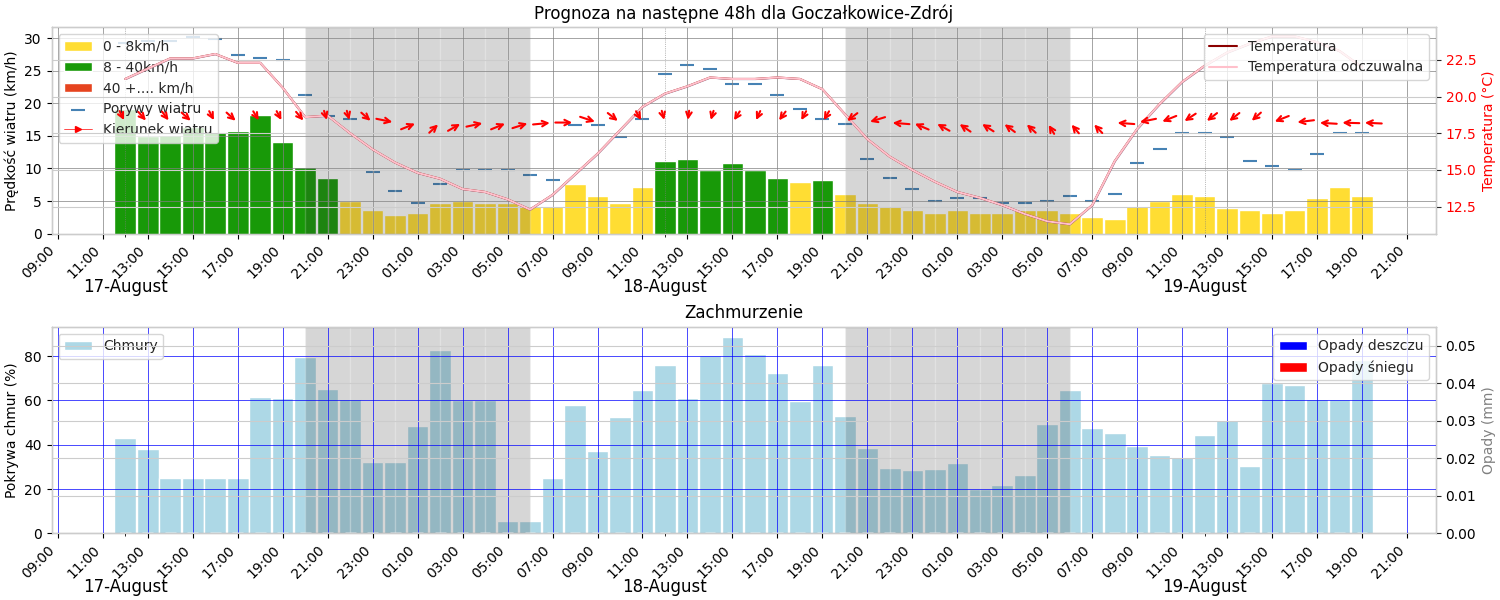 Prognoza na następne 48h dla Goczałkowice-Zdrój
Prędkość wiatru (km/h)
30
25
20
15
10
5
0
0 - 8km/h
8 - 40km/h
40 +.... km/h
Porywy wiatru
Kierunek wiatru
Temperatura
Temperatura odczuwalna
22.5
20.0
17.5
15.0
12.5
Temperatura (°C)
09:00 11:00 13:00 15:00 17:00 19:00 21:00 23:00 01:00 03:00 05:00 07:00 09:00 11:00 13:00 15:00 17:00 19:00 21:00 23:00 01:00 03:00 05:00 07:00 09:00 11:00 13:00 15:00 17:00 19:00 21:00
17-August 18-August 19-August
Zachmurzenie
Pokrywa chmur (%)
80
60
40
20
0
Chmury
Opady deszczu
Opady śniegu
0.05
0.04
0.03
0.02
0.01
0.00
Opady (mm)
09:00 11:00 13:00 15:00 17:00 19:00 21:00 23:00 01:00 03:00 05:00 07:00 09:00 11:00 13:00 15:00 17:00 19:00 21:00 23:00 01:00 03:00 05:00 07:00 09:00 11:00 13:00 15:00 17:00 19:00 21:00
17-August 18-August 19-August